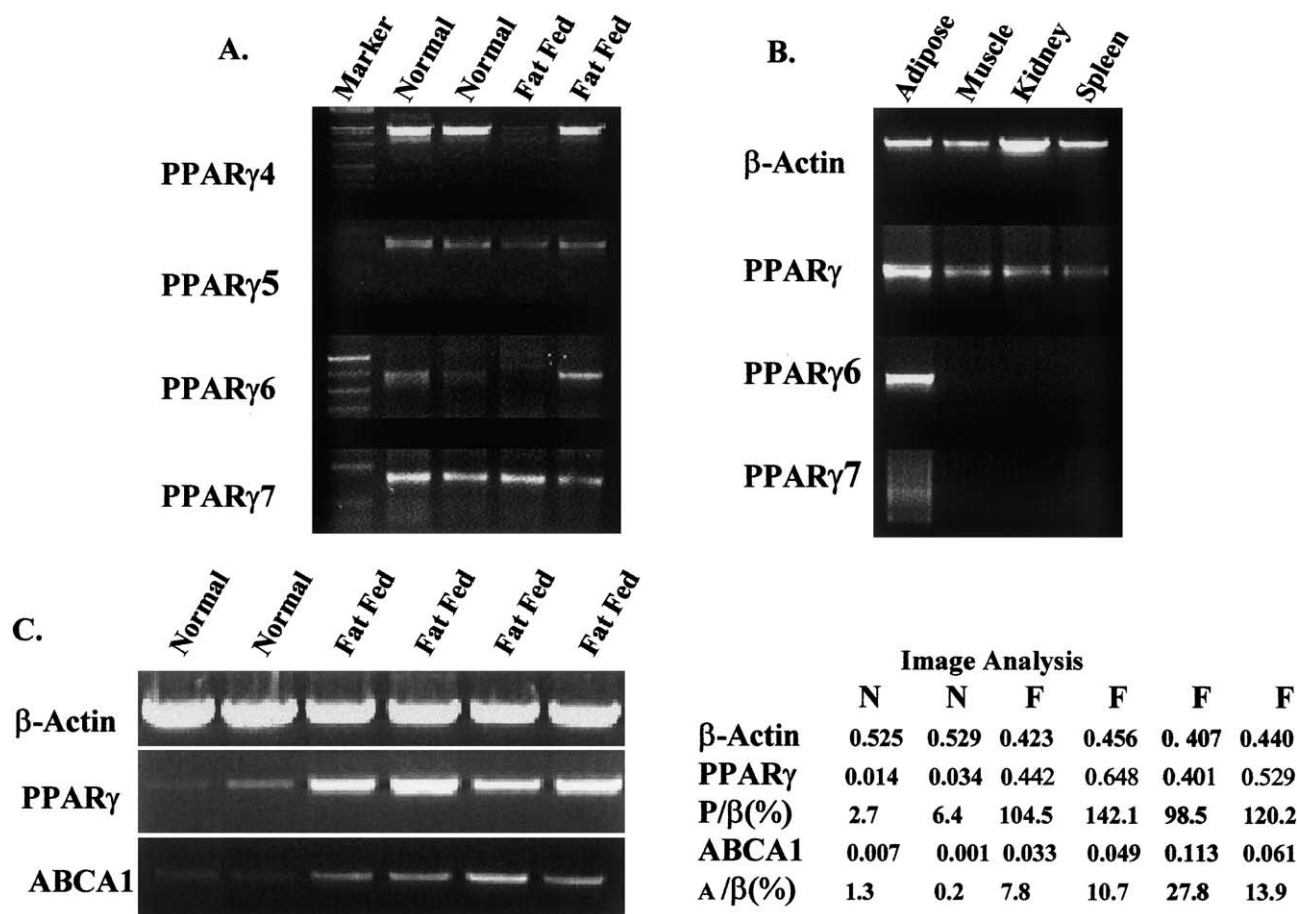 A.
Marker Normal Normal Fat Fed Fat Fed
PPARγ4
PPARγ5
PPARγ6
PPARγ7
B.
Adipose Muscle Kidney Spleen
β-Actin
PPARγ
PPARγ6
PPARγ7
C.
Normal Normal Fat Fed Fat Fed Fat Fed Fat Fed
β-Actin
PPARγ
ABCA1
Image Analysis
N N F F F F
β-Actin 0.525 0.529 0.423 0.456 0. 407 0.440
PPARγ 0.014 0.034 0.442 0.648 0.401 0.529
P/β(%) 2.7 6.4 104.5 142.1 98.5 120.2
ABCA1 0.007 0.001 0.033 0.049 0.113 0.061
A /β(%) 1.3 0.2 7.8 10.7 27.8 13.9